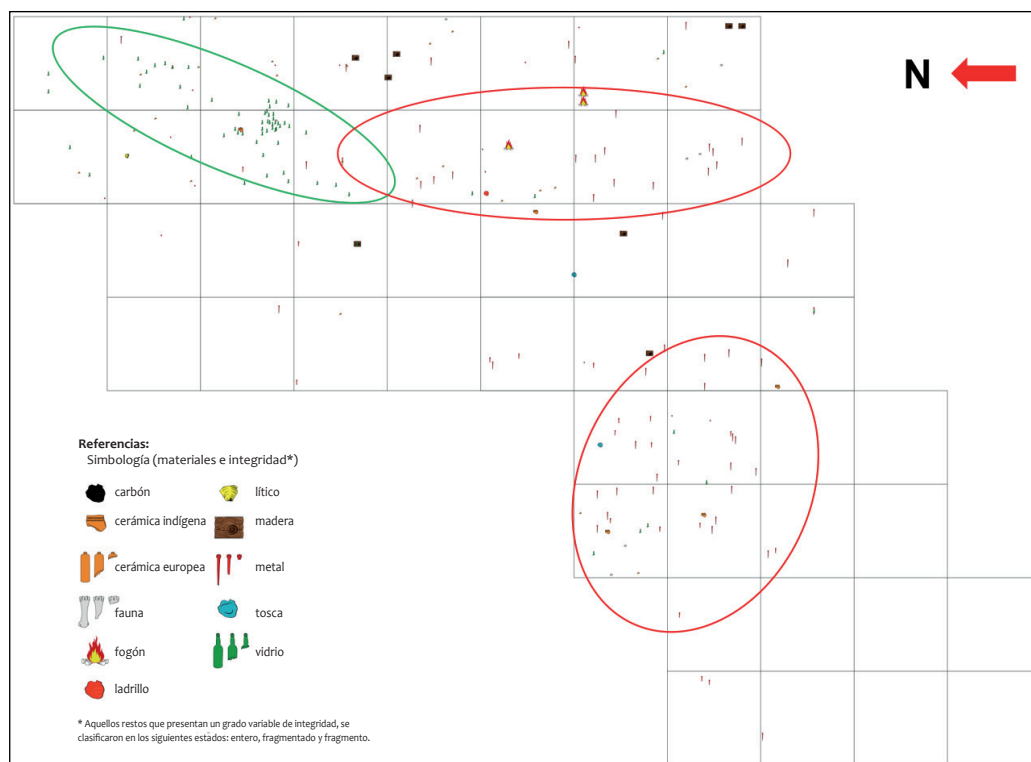 N
Referencias:
Simbología (materiales e integridad*)
carbón
lítico
cerámica indígena
madera
cerámica europea
metal
fauna
tosca
fogón
vidrio
ladrillo
* Aquellos restos que presentan un grado variable de integridad, se
clasificaron en los siguientes estados: entero, fragmentado y fragmento.